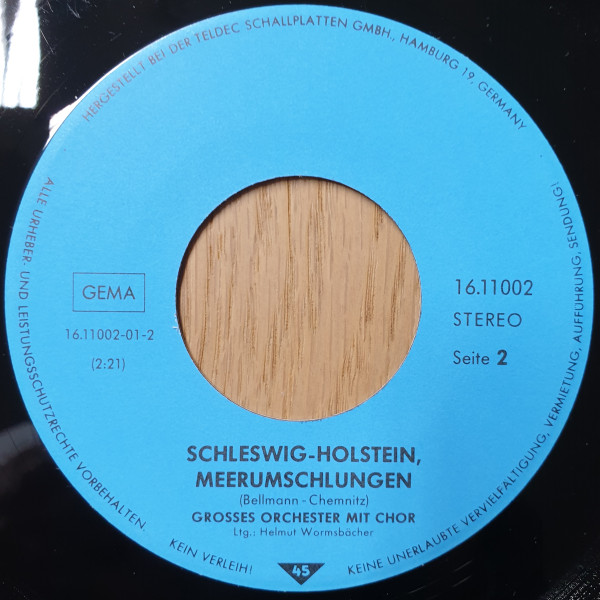 HERGESTELLT BEI DER TELDEC SCHALLPLATTEN GMBH., HAMBURG 19, GERMANY
ALLE URHEBER- UND LEISTUNGSSCHUTZRECHTE VORBEHALTEN.
KEIN VERLEIH!
KEINE UNERLAUBTE VERVIELFALTIGUNG, VERMIETUNG, AUFFÜHRUNG, SENDUNG!
GEMA
16.11002-01-2
(2:21)
16.11002
STEREO
Seite 2
SCHLESWIG-HOLSTEIN,
MEERUMSCHLUNGEN
(Bellmann - Chemnitz)
GROSSES ORCHESTER MIT CHOR
Ltg.: Helmut Wormsbächer
45